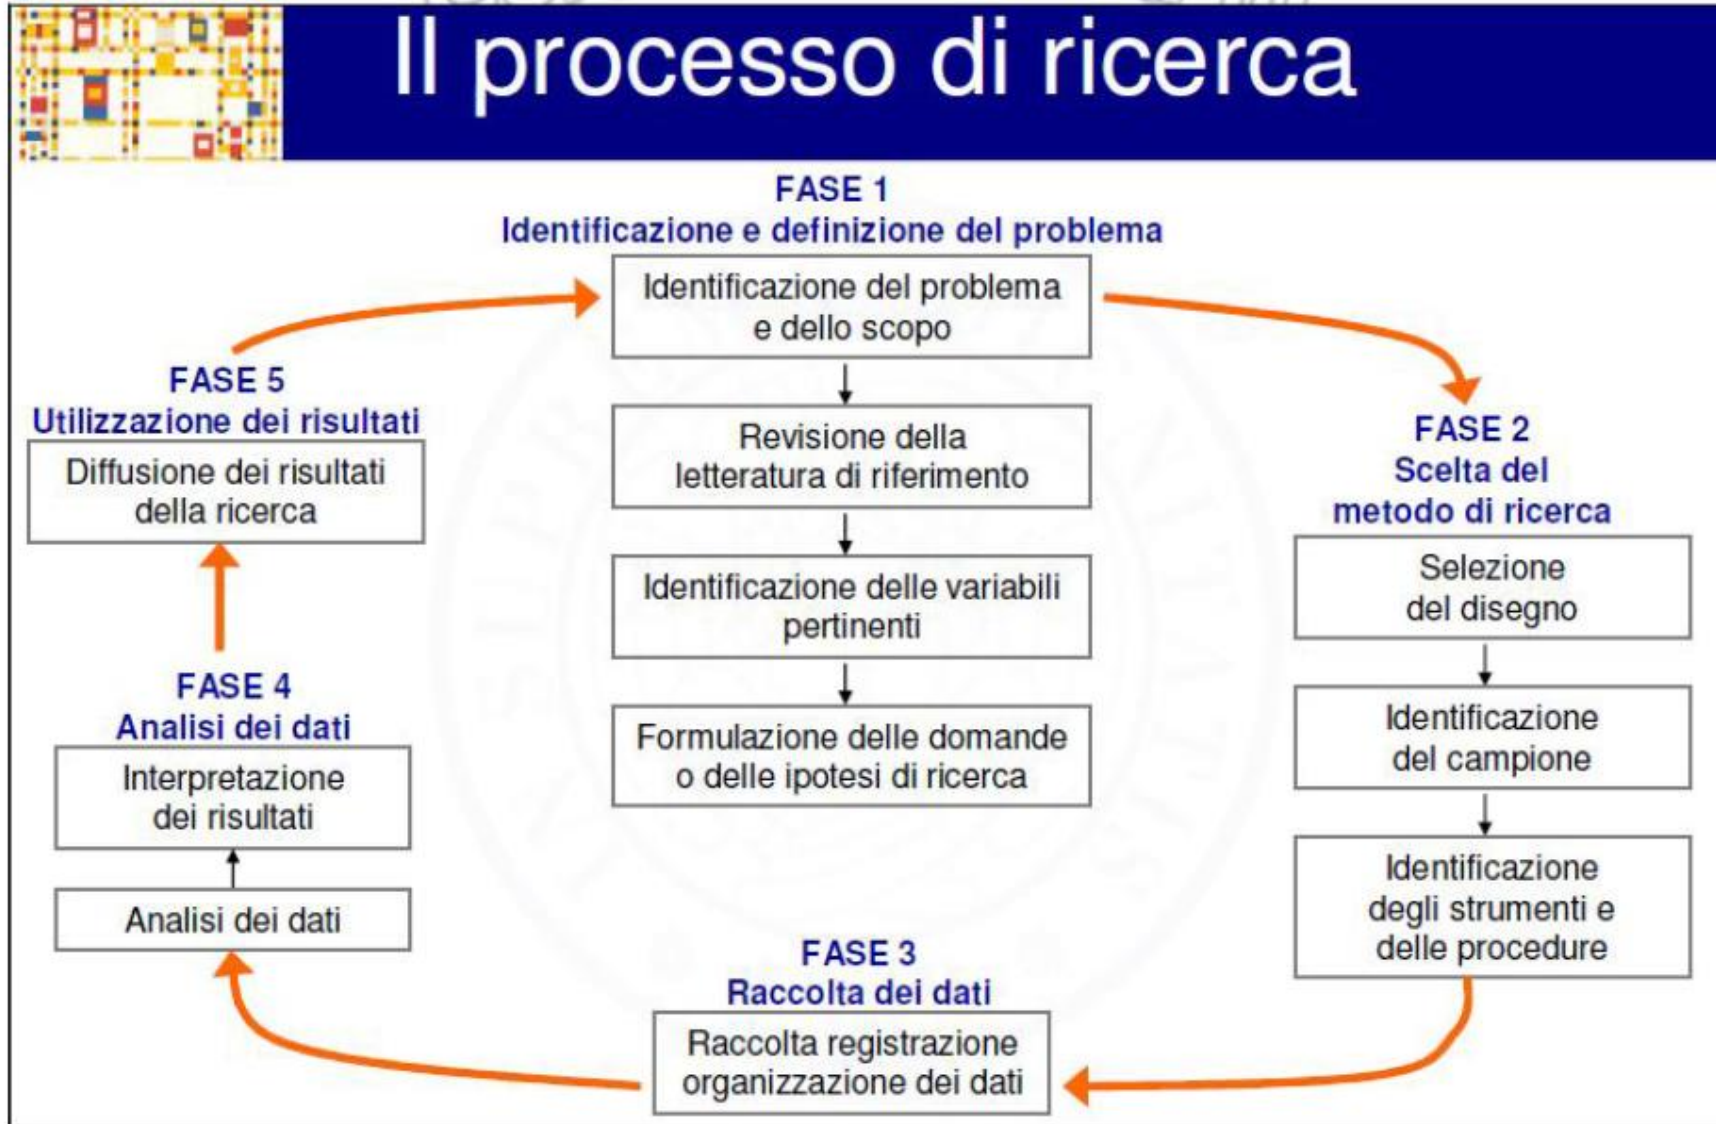 Il processo di ricerca
FASE 1
Identificazione e definizione del problema
Identificazione del problema
e dello scopo
Revisione della
letteratura di riferimento
Identificazione delle variabili
pertinenti
Formulazione delle domande
o delle ipotesi di ricerca
FASE 2
Scelta del
metodo di ricerca
Selezione
del disegno
Identificazione
del campione
Identificazione
degli strumenti e
delle procedure
FASE 3
Raccolta dei dati
Raccolta registrazione
organizzazione dei dati
FASE 4
Analisi dei dati
Interpretazione
dei risultati
Analisi dei dati
FASE 5
Utilizzazione dei risultati
Diffusione dei risultati
della ricerca